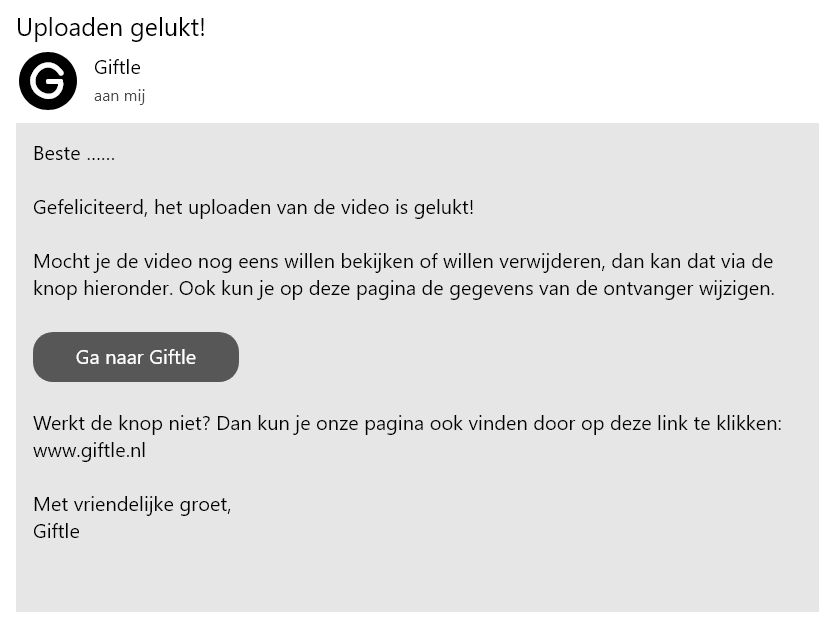 Uploaden gelukt!
G
Giftle
aan mij
Beste ......
Gefeliciteerd, het uploaden van de video is gelukt!
Mocht je de video nog eens willen bekijken of willen verwijderen, dan kan dat via de
knop hieronder. Ook kun je op deze pagina de gegevens van de ontvanger wijzigen.
Ga naar Giftle
Werkt de knop niet? Dan kun je onze pagina ook vinden door op deze link te klikken:
www.giftle.nl
Met vriendelijke groet,
Giftle